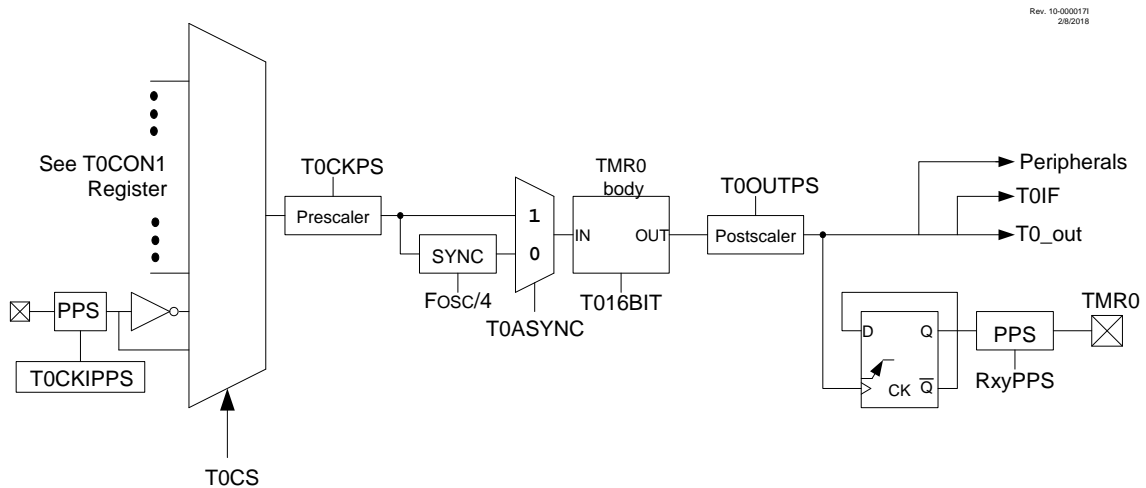 Rev. 10-000017I
2/8/2018
See T0CON1
Register
PPS
T0CKIPPS
T0CS
T0CKPS
Prescaler
SYNC
FOSC/4
1
0
T0ASYNC
TMR0
body
IN
OUT
T016BIT
T0OUTPS
Postscaler
Peripherals
T0IF
T0_out
D
Q
CK
Q̅
PPS
RxyPPS
TMR0